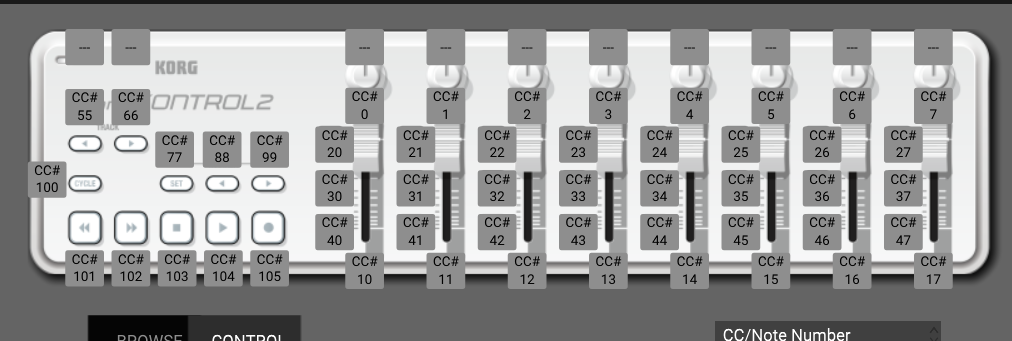 --- --- --- --- --- --- --- --- --- ---
KORG
CC# CC# CC# CC# CC# CC# CC# CC# CC# CC#
55 66 0 1 2 3 4 5 6 7
ONTROL2
TRACK
CC# CC# CC# CC# CC# CC# CC# CC# CC# CC# CC#
77 88 99 20 21 22 23 24 25 26 27
CC# CC# CC# CC# CC# CC# CC# CC# CC#
100 30 31 32 33 34 35 36 37
CYCLE SET
CC# CC# CC# CC# CC# CC# CC# CC#
40 41 42 43 44 45 46 47
CC# CC# CC# CC# CC# CC# CC# CC# CC# CC# CC# CC# CC#
101 102 103 104 105 10 11 12 13 14 15 16 17
BROWSE CONTROL CC/Note Number